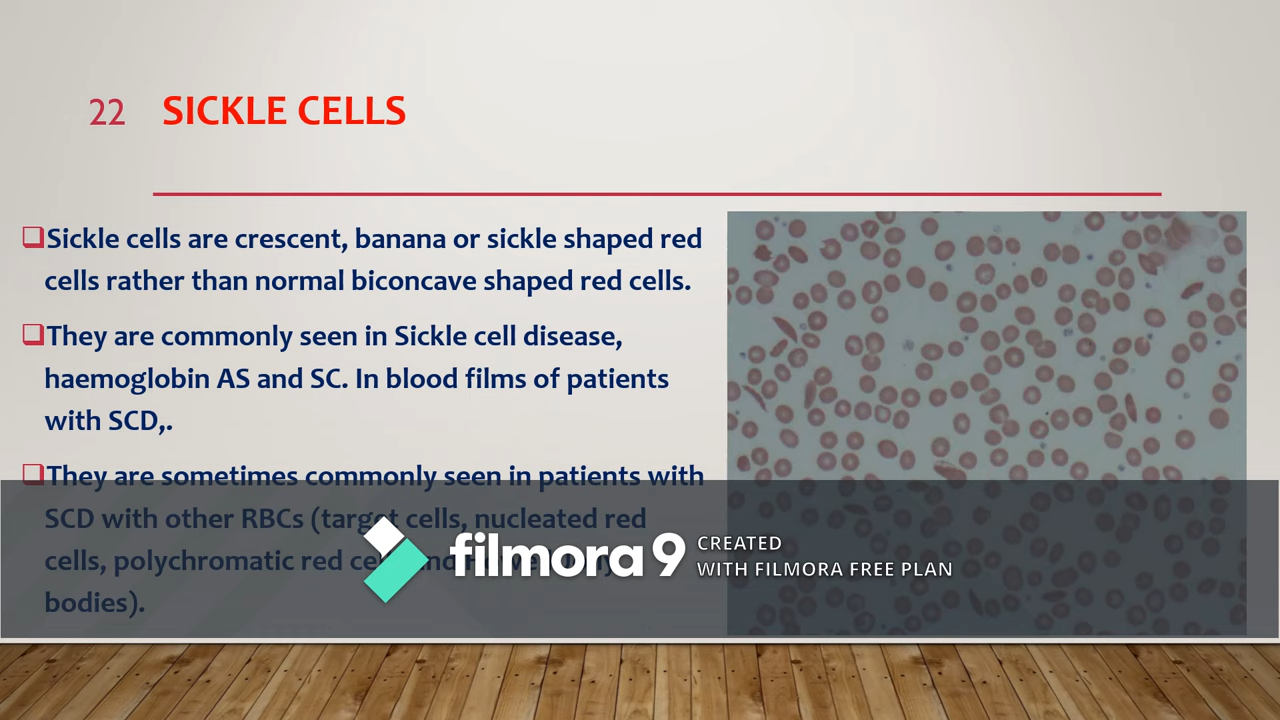 22 SICKLE CELLS
Sickle cells are crescent, banana or sickle shaped red
cells rather than normal biconcave shaped red cells.
They are commonly seen in Sickle cell disease,
haemoglobin AS and SC. In blood films of patients
with SCD,.
They are sometimes commonly seen in patients with
SCD with other RBCs (target cells, nucleated red
cells, polychromatic red
bodies).
filmora9 CREATED
WITH FILMORA FREE PLAN